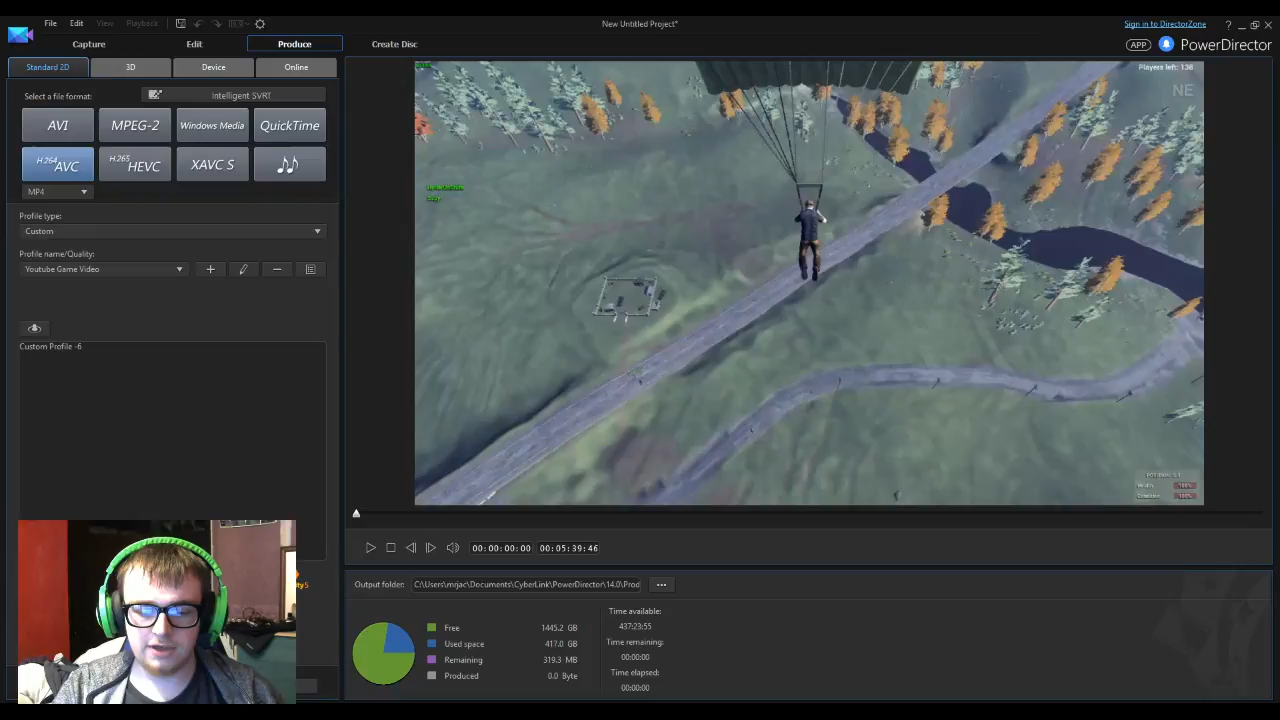 File Edit View Playback
New Untitled Project*
Sign in to DirectorZone
?
Capture Edit Produce Create Disc
APP PowerDirector
Standard 2D 3D Device Online
Select a file format: Intelligent SVRT
AVI MPEG-2 Windows Media QuickTime
H.264 AVC H.265 HEVC XAVC S
MP4
Profile type:
Custom
Profile name/Quality:
Youtube Game Video
Custom Profile -6
Players left: 138
NE
100%
100%
00:00:00:00 00:05:39:46
Output folder: C:\Users\mrjac\Documents\CyberLink\PowerDirector\14.0\Prod ...
Free 1445.2 GB
Used space 417.0 GB
Remaining 319.3 MB
Produced 0.0 Byte
Time available:
437:23:55
Time remaining:
00:00:00
Time elapsed:
00:00:00